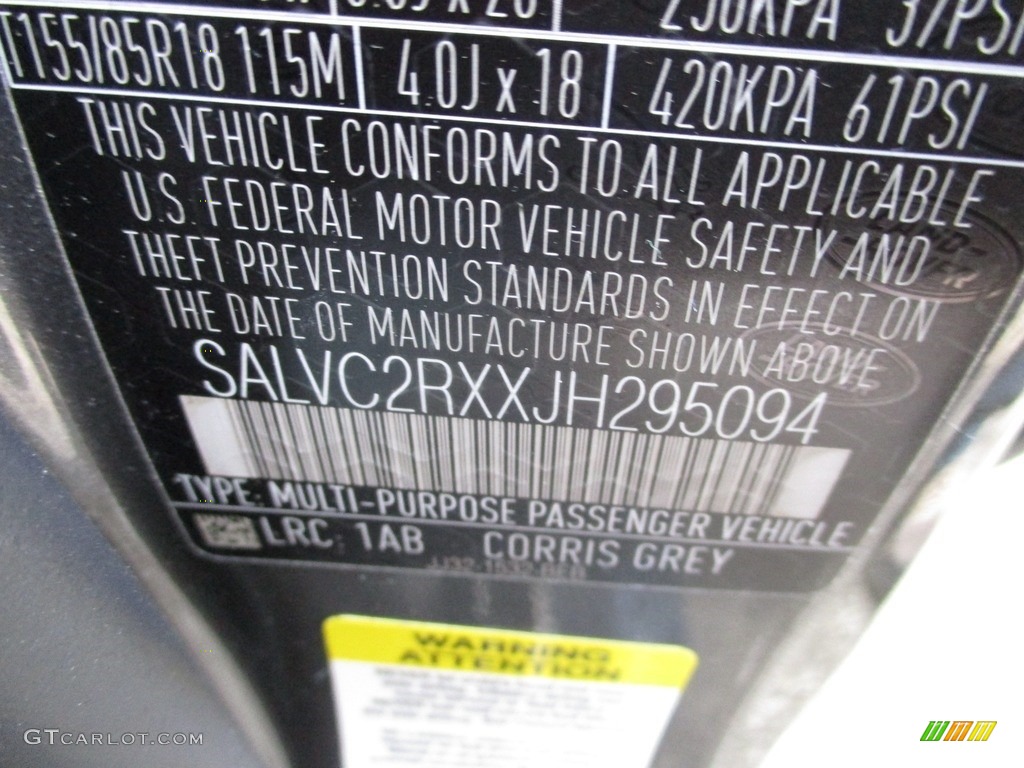 230KPA 37PSI
T155/85R18 115M 4.0J x 18 420KPA 61PSI
THIS VEHICLE CONFORMS TO ALL APPLICABLE
U.S. FEDERAL MOTOR VEHICLE SAFETY AND
THEFT PREVENTION STANDARDS IN EFFECT ON
THE DATE OF MANUFACTURE SHOWN ABOVE
SALVC2RXXJH295094
TYPE: MULTI-PURPOSE PASSENGER VEHICLE
LRC: 1AB CORRIS GREY
WARNING
ATTENTION
GTCARLOT.COM